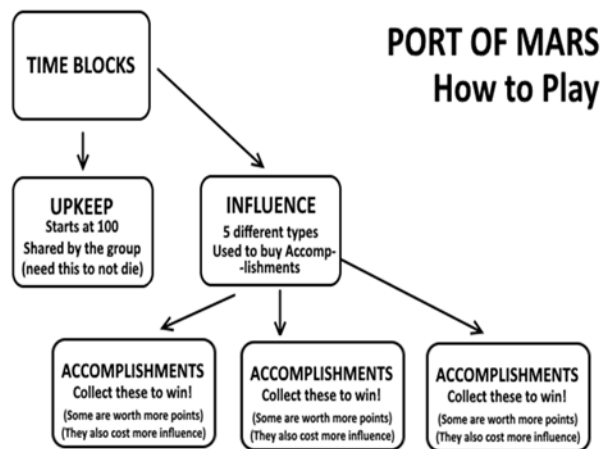 PORT OF MARS
How to Play
TIME BLOCKS
UPKEEP
Starts at 100
Shared by the group
(need this to not die)
INFLUENCE
5 different types
Used to buy Accomp-
-lishments
ACCOMPLISHMENTS
Collect these to win!
(Some are worth more points)
(They also cost more influence)
ACCOMPLISHMENTS
Collect these to win!
(Some are worth more points)
(They also cost more influence)
ACCOMPLISHMENTS
Collect these to win!
(Some are worth more points)
(They also cost more influence)